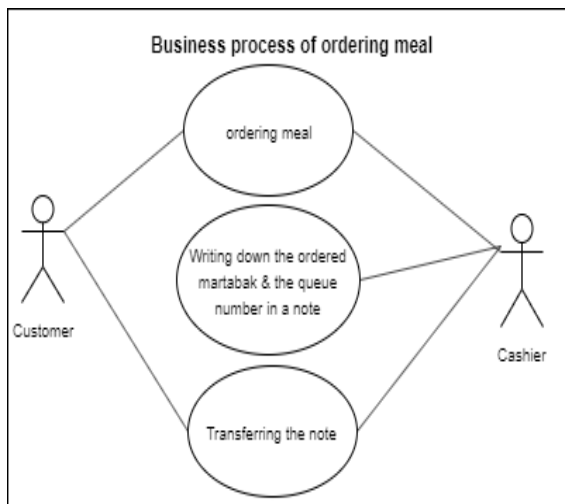 Business process of ordering meal
ordering meal
Writing down the ordered
martabak & the queue
number in a note
Customer
Cashier
Transferring the note